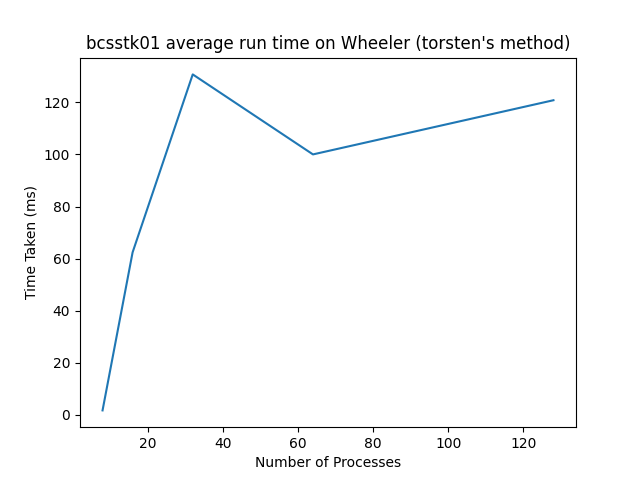 bcsstk01 average run time on Wheeler (torsten's method)
120
100
80
60
40
20
0
Time Taken (ms)
20 40 60 80 100 120
Number of Processes